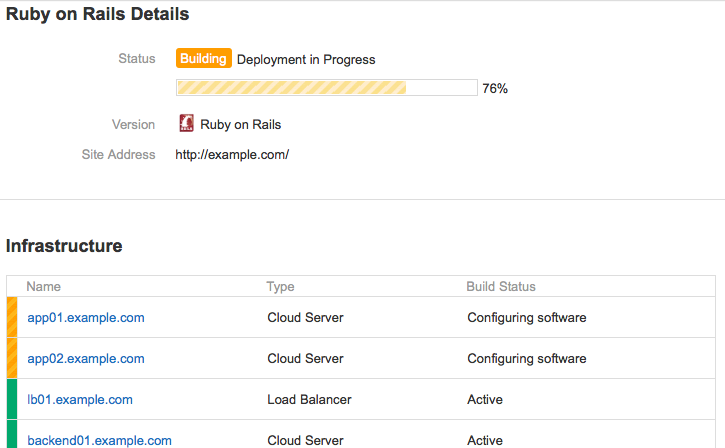 Ruby on Rails Details
Status Building Deployment in Progress
76%
Version Ruby on Rails
Site Address http://example.com/
Infrastructure
Name Type Build Status
app01.example.com Cloud Server Configuring software
app02.example.com Cloud Server Configuring software
lb01.example.com Load Balancer Active
backend01.example.com Cloud Server Active